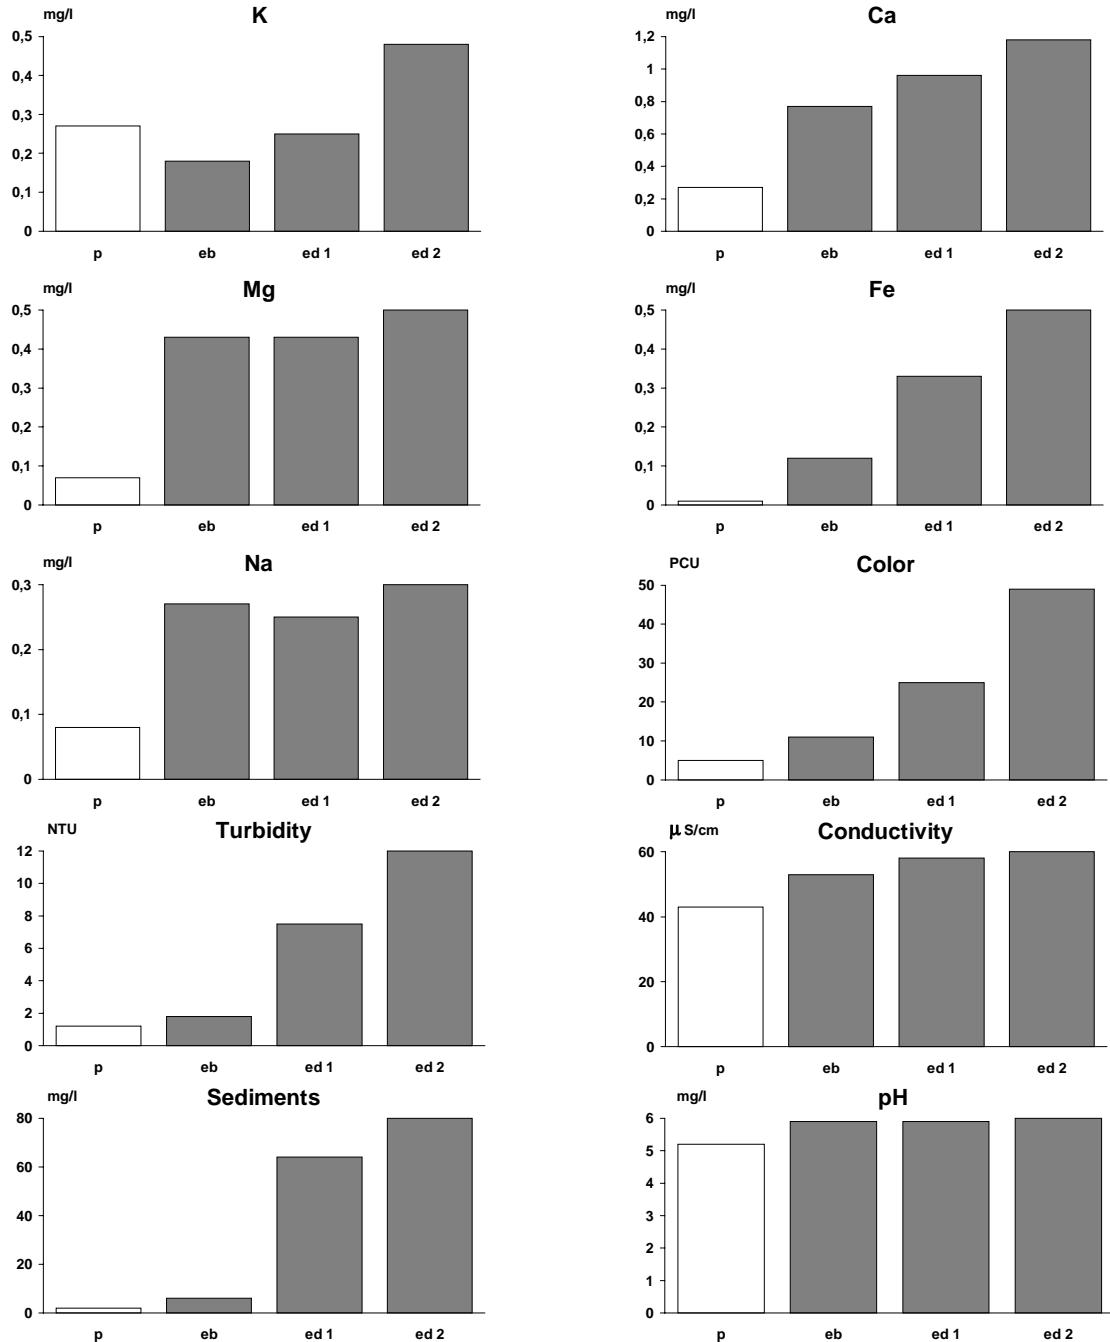 mg/l K
0,5
0,4
0,3
0,2
0,1
0
p eb ed 1 ed 2
mg/l Ca
1,2
1
0,8
0,6
0,4
0,2
0
p eb ed 1 ed 2
mg/l Mg
0,5
0,4
0,3
0,2
0,1
0
p eb ed 1 ed 2
mg/l Fe
0,5
0,4
0,3
0,2
0,1
0
p eb ed 1 ed 2
mg/l Na
0,3
0,2
0,1
0
p eb ed 1 ed 2
PCU Color
50
40
30
20
10
0
p eb ed 1 ed 2
NTU Turbidity
12
10
8
6
4
2
0
p eb ed 1 ed 2
μ S/cm Conductivity
60
40
20
0
p eb ed 1 ed 2
mg/l Sediments
80
60
40
20
0
p eb ed 1 ed 2
mg/l pH
6
5
4
3
2
1
0
p eb ed 1 ed 2